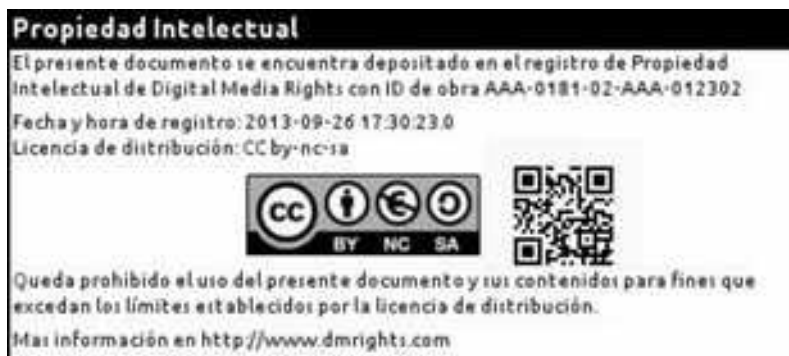 Propiedad Intelectual
El presente documento se encuentra depositado en el registro de Propiedad
Intelectual de Digital Media Rights con ID de obra AAA-0181-02-AAA-012302
Fecha y hora de registro: 2013-09-26 17:30:23.0
Licencia de distribución: CC by-nc-sa
cc
BY NC SA
Queda prohibido el uso del presente documento y sus contenidos para fines que
excedan los límites establecidos por la licencia de distribución.
Mas información en http://www.dmrights.com